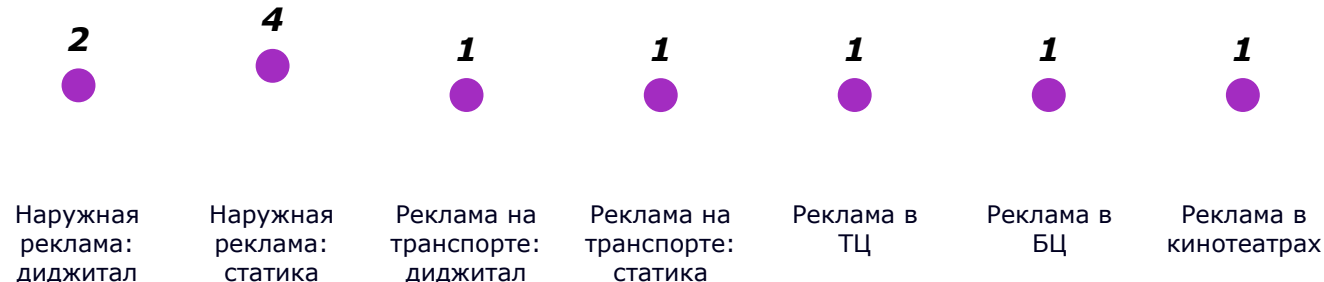 2
4
1
1
1
1
1
Наружная
реклама:
диджитал
Наружная
реклама:
статика
Реклама на
транспорте:
диджитал
Реклама на
транспорте:
статика
Реклама в
ТЦ
Реклама в
БЦ
Реклама в
кинотеатрах